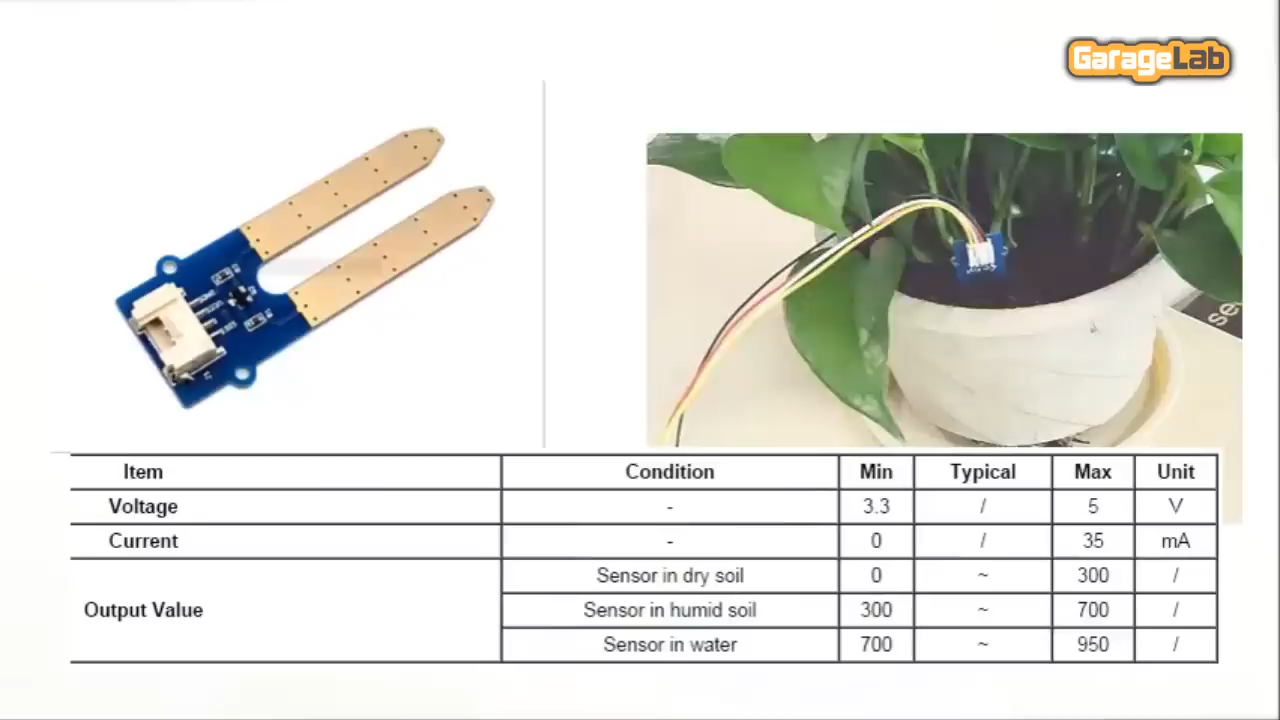 GarageLab
Se
Item Condition Min Typical Max Unit
Voltage - 3.3 / 5 V
Current - 0 / 35 mA
Output Value
Sensor in dry soil 0 ~ 300 /
Sensor in humid soil 300 ~ 700 /
Sensor in water 700 ~ 950 /